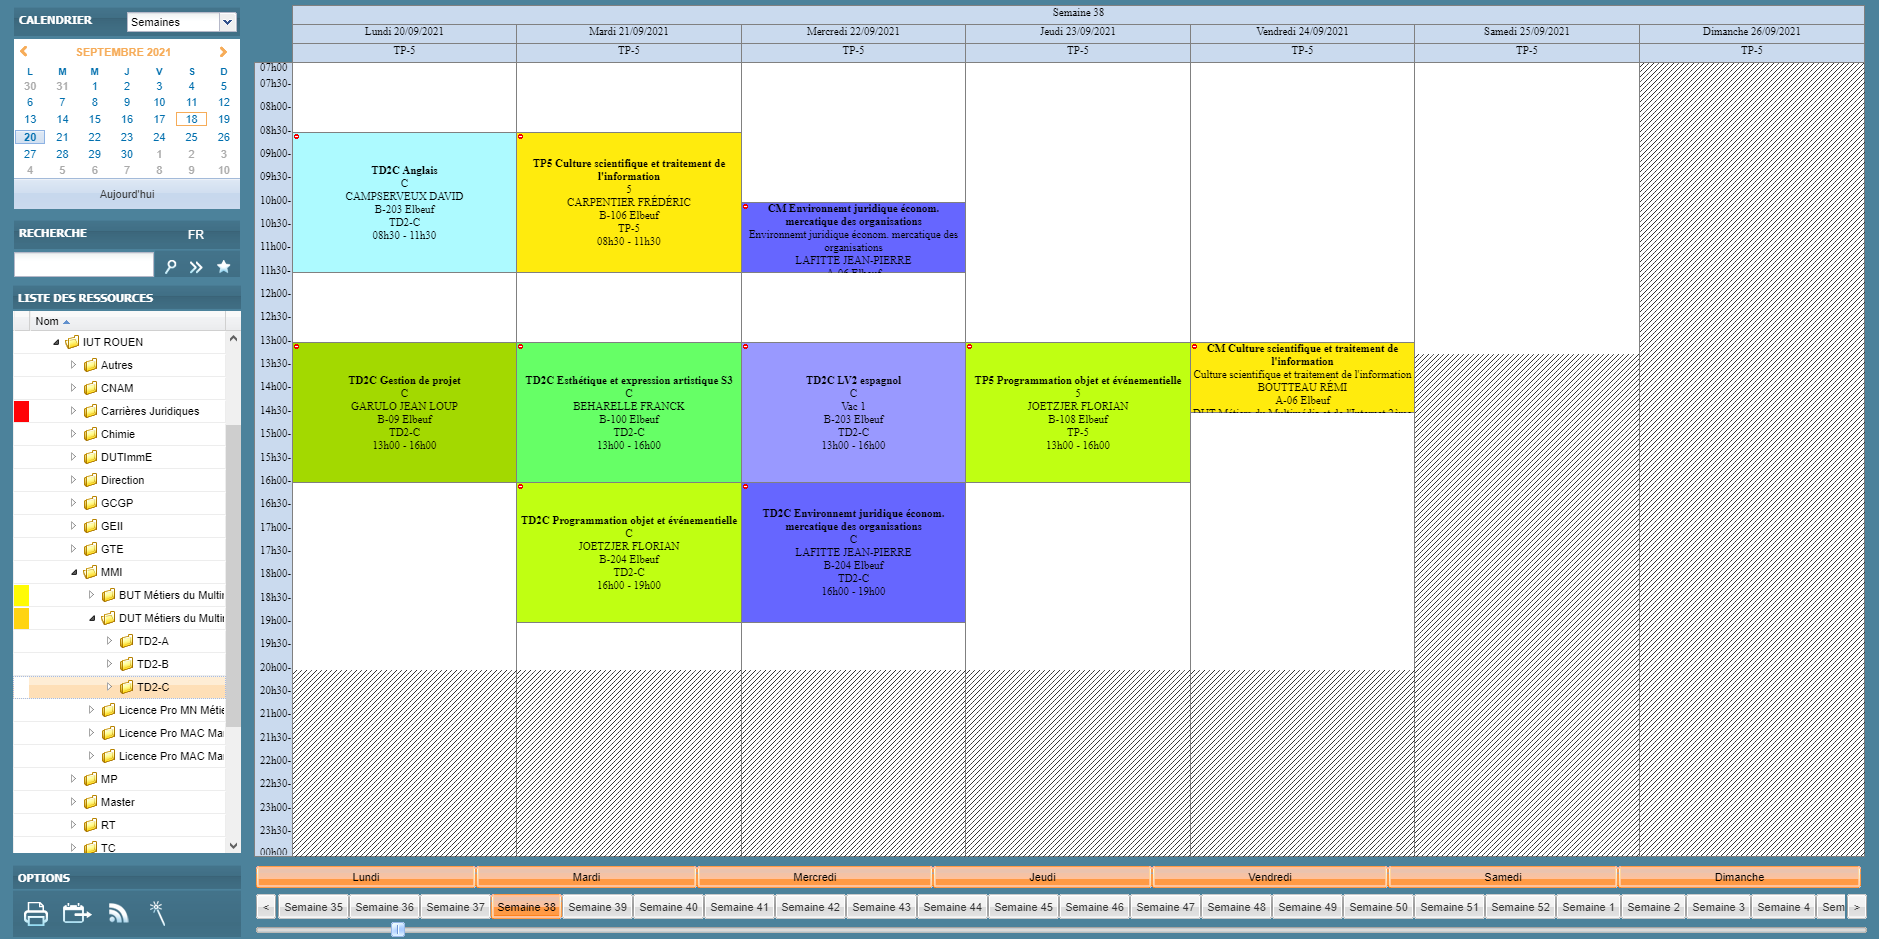 CALENDRIER
Semaines
SEPTEMBRE 2021
L M M J V S D
30 31 1 2 3 4 5
6 7 8 9 10 11 12
13 14 15 16 17 18 19
20 21 22 23 24 25 26
27 28 29 30 1 2 3
4 5 6 7 8 9 10
Aujourd'hui
RECHERCHE FR
LISTE DES RESSOURCES
Nom
IUT ROUEN
Autres
CNAM
Carrières Juridiques
Chimie
DUTImmE
Direction
GCGP
GEII
GTE
MMI
BUT Métiers du Multin
DUT Métiers du Multin
TD2-A
TD2-B
TD2-C
Licence Pro MN Métie
Licence Pro MAC Ma
Licence Pro MAC Ma
MP
Master
RT
TC
OPTIONS
Semaine 38
Lundi 20/09/2021 Mardi 21/09/2021 Mercredi 22/09/2021 Jeudi 23/09/2021 Vendredi 24/09/2021 Samedi 25/09/2021 Dimanche 26/09/2021
TP-5 TP-5 TP-5 TP-5 TP-5 TP-5 TP-5
07h00
07h30-
08h00-
08h30-
09h00-
09h30-
10h00-
10h30-
11h00-
11h30-
12h00-
12h30-
13h00-
13h30-
14h00-
14h30-
15h00-
15h30-
16h00-
16h30-
17h00-
17h30-
18h00-
18h30-
19h00-
19h30-
20h00-
20h30-
21h00-
21h30-
22h00-
22h30-
23h00-
23h30-
00h00
TD2C Anglais
C
CAMPSERVEUX DAVID
B-203 Elbeuf
TD2-C
08h30 - 11h30
TD2C Gestion de projet
C
GARULO JEAN LOUP
B-09 Elbeuf
TD2-C
13h00 - 16h00
TP5 Culture scientifique et traitement de
l'information
5
CARPENTIER FRÉDÉRIC
B-106 Elbeuf
TP-5
08h30 - 11h30
TD2C Esthétique et expression artistique S3
C
BEHARELLE FRANCK
B-100 Elbeuf
TD2-C
13h00 - 16h00
TD2C Programmation objet et événementielle
C
JOETZJER FLORIAN
B-204 Elbeuf
TD2-C
16h00 - 19h00
CM Environnemt juridique économ.
mercatique des organisations
Environnemt juridique économ. mercatique des
organisations
LAFITTE JEAN-PIERRE
A-06 Elbeuf
TD2C LV2 espagnol
C
Vac 1
B-203 Elbeuf
TD2-C
13h00 - 16h00
TD2C Environnemt juridique économ.
mercatique des organisations
C
LAFITTE JEAN-PIERRE
B-204 Elbeuf
TD2-C
16h00 - 19h00
TP5 Programmation objet et événementielle
5
JOETZJER FLORIAN
B-108 Elbeuf
TP-5
13h00 - 16h00
CM Culture scientifique et traitement de
l'information
Culture scientifique et traitement de l'information
BOUTTEAU RÉMI
A-06 Elbeuf
DUT Métiers du Multimédia et de l'Internet 2ème
Lundi Mardi Mercredi Jeudi Vendredi Samedi Dimanche
< Semaine 35 Semaine 36 Semaine 37 Semaine 38 Semaine 39 Semaine 40 Semaine 41 Semaine 42 Semaine 43 Semaine 44 Semaine 45 Semaine 46 Semaine 47 Semaine 48 Semaine 49 Semaine 50 Semaine 51 Semaine 52 Semaine 1 Semaine 2 Semaine 3 Semaine 4 Sem >